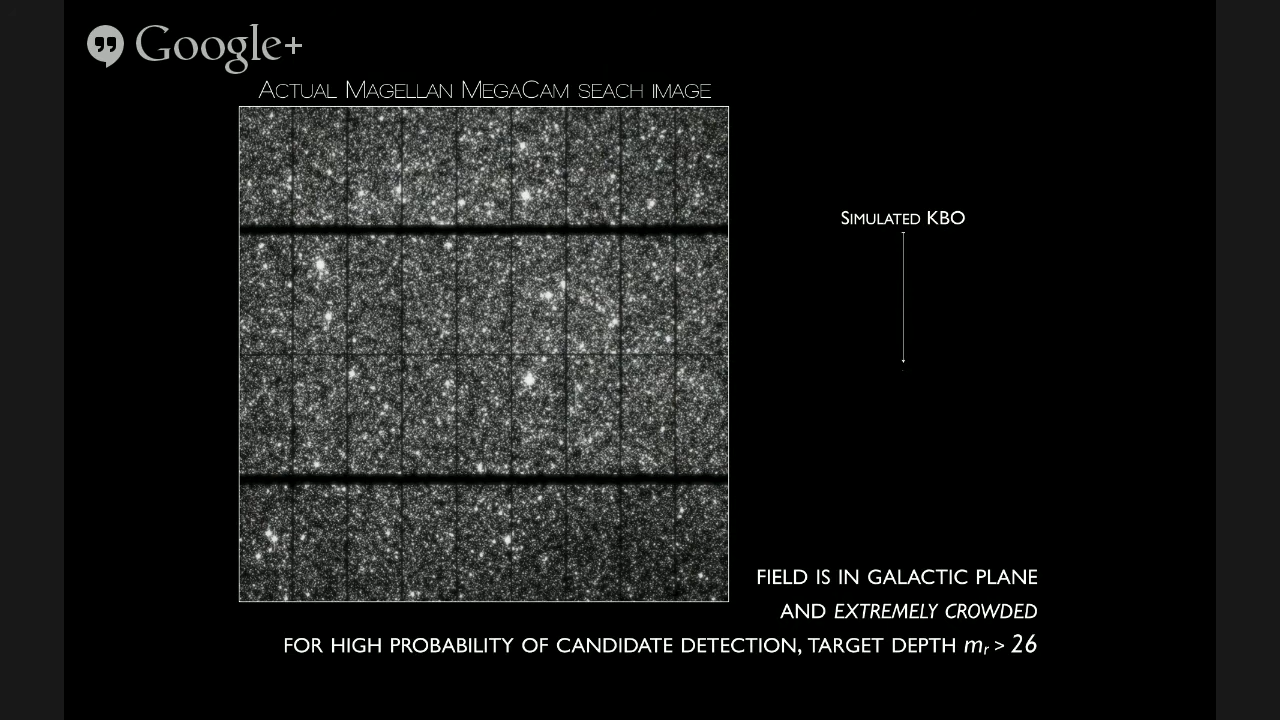 Google+
ACTUAL MAGELLAN MEGACAM SEACH IMAGE
SIMULATED KBO
FIELD IS IN GALACTIC PLANE
AND EXTREMELY CROWDED
FOR HIGH PROBABILITY OF CANDIDATE DETECTION, TARGET DEPTH mr > 26